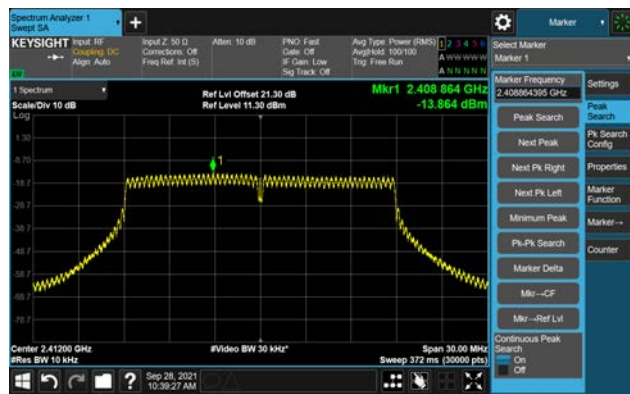 Spectrum Analyzer 1
Swept SA
+
Marker
KEYSIGHT
Input: RF
Coupling: DC
Align: Auto
Input Z: 50 Ω
Corrections: Off
Freq Ref: Int (S)
Atten: 10 dB
PNO: Fast
Gate: Off
IF Gain: Low
Sig Track: Off
Avg Type: Power (RMS)
Avg|Hold: 100/100
Trig: Free Run
1 2 3 4 5 6
A W W W W W
A N N N N N
Select Marker
Marker 1
Marker Frequency
2.408864395 GHz
Settings
Peak Search
Next Peak
Next Pk Right
Next Pk Left
Minimum Peak
Pk-Pk Search
Marker Delta
Mkr→CF
Mkr→Ref Lvl
Continuous Peak
Search
On
Off
Peak
Search
Pk Search
Config
Properties
Marker
Function
Marker→
Counter
1 Spectrum
Scale/Div 10 dB
Log
Ref Lvl Offset 21.30 dB
Ref Level 11.30 dBm
Mkr1 2.408 864 GHz
-13.864 dBm
1.30
-8.70
-18.7
-28.7
-38.7
-48.7
-58.7
-68.7
-78.7
1
Center 2.41200 GHz
#Res BW 10 kHz
#Video BW 30 kHz*
Span 30.00 MHz
Sweep 372 ms (30000 pts)
?
Sep 28, 2021
10:39:27 AM